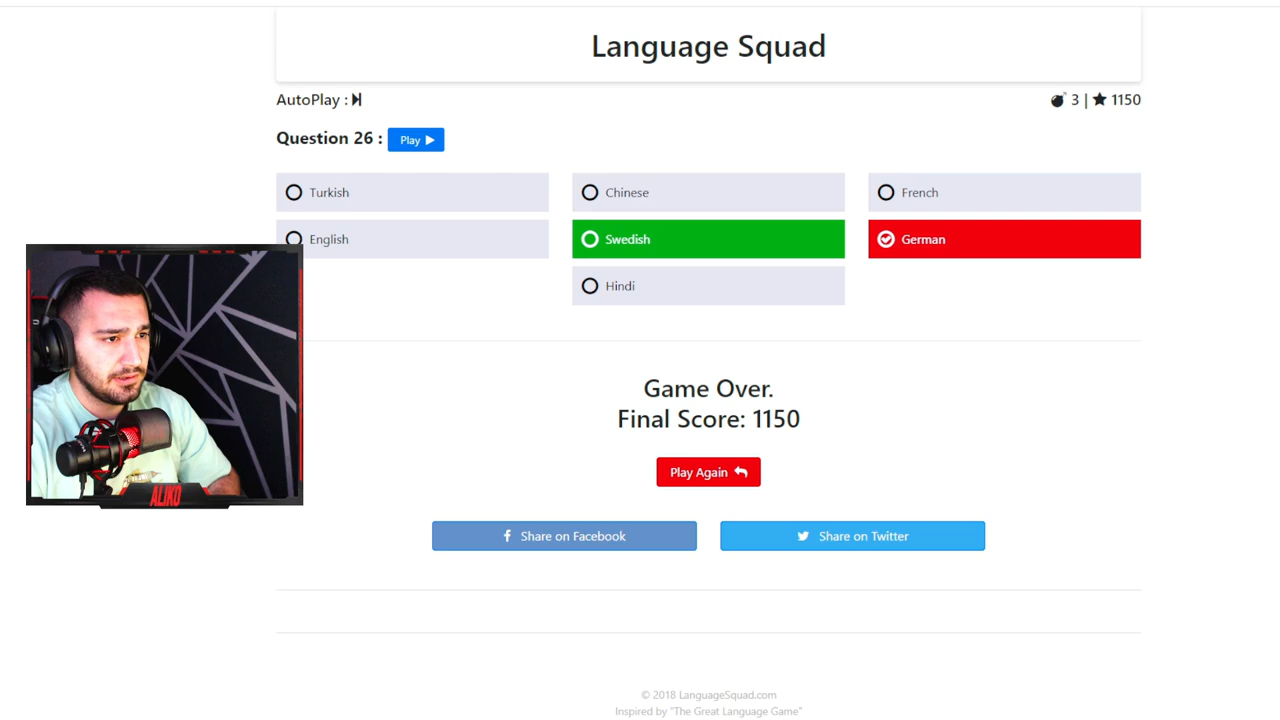 Language Squad
AutoPlay :
3 | 1150
Question 26 :
Play
Turkish
Chinese
French
English
Swedish
German
Hindi
Game Over.
Final Score: 1150
Play Again
Share on Facebook
Share on Twitter
ALIKO
© 2018 LanguageSquad.com
Inspired by "The Great Language Game"